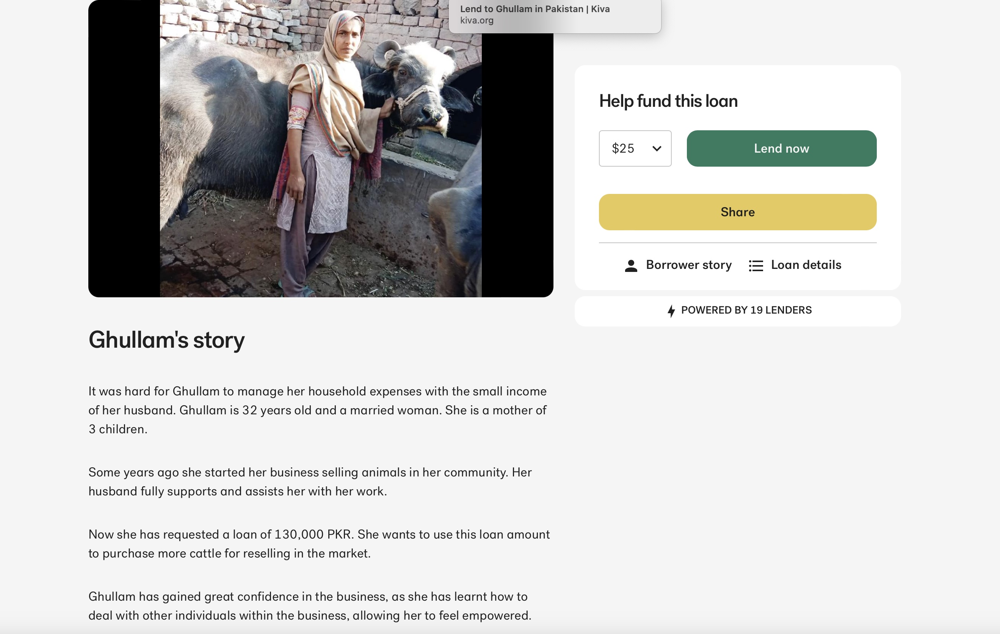 Lend to Ghullam in Pakistan | Kiva
kiva.org
Help fund this loan
$25
Lend now
Share
Borrower story
Loan details
POWERED BY 19 LENDERS
Ghullam's story
It was hard for Ghullam to manage her household expenses with the small income
of her husband. Ghullam is 32 years old and a married woman. She is a mother of
3 children.
Some years ago she started her business selling animals in her community. Her
husband fully supports and assists her with her work.
Now she has requested a loan of 130,000 PKR. She wants to use this loan amount
to purchase more cattle for reselling in the market.
Ghullam has gained great confidence in the business, as she has learnt how to
deal with other individuals within the business, allowing her to feel empowered.